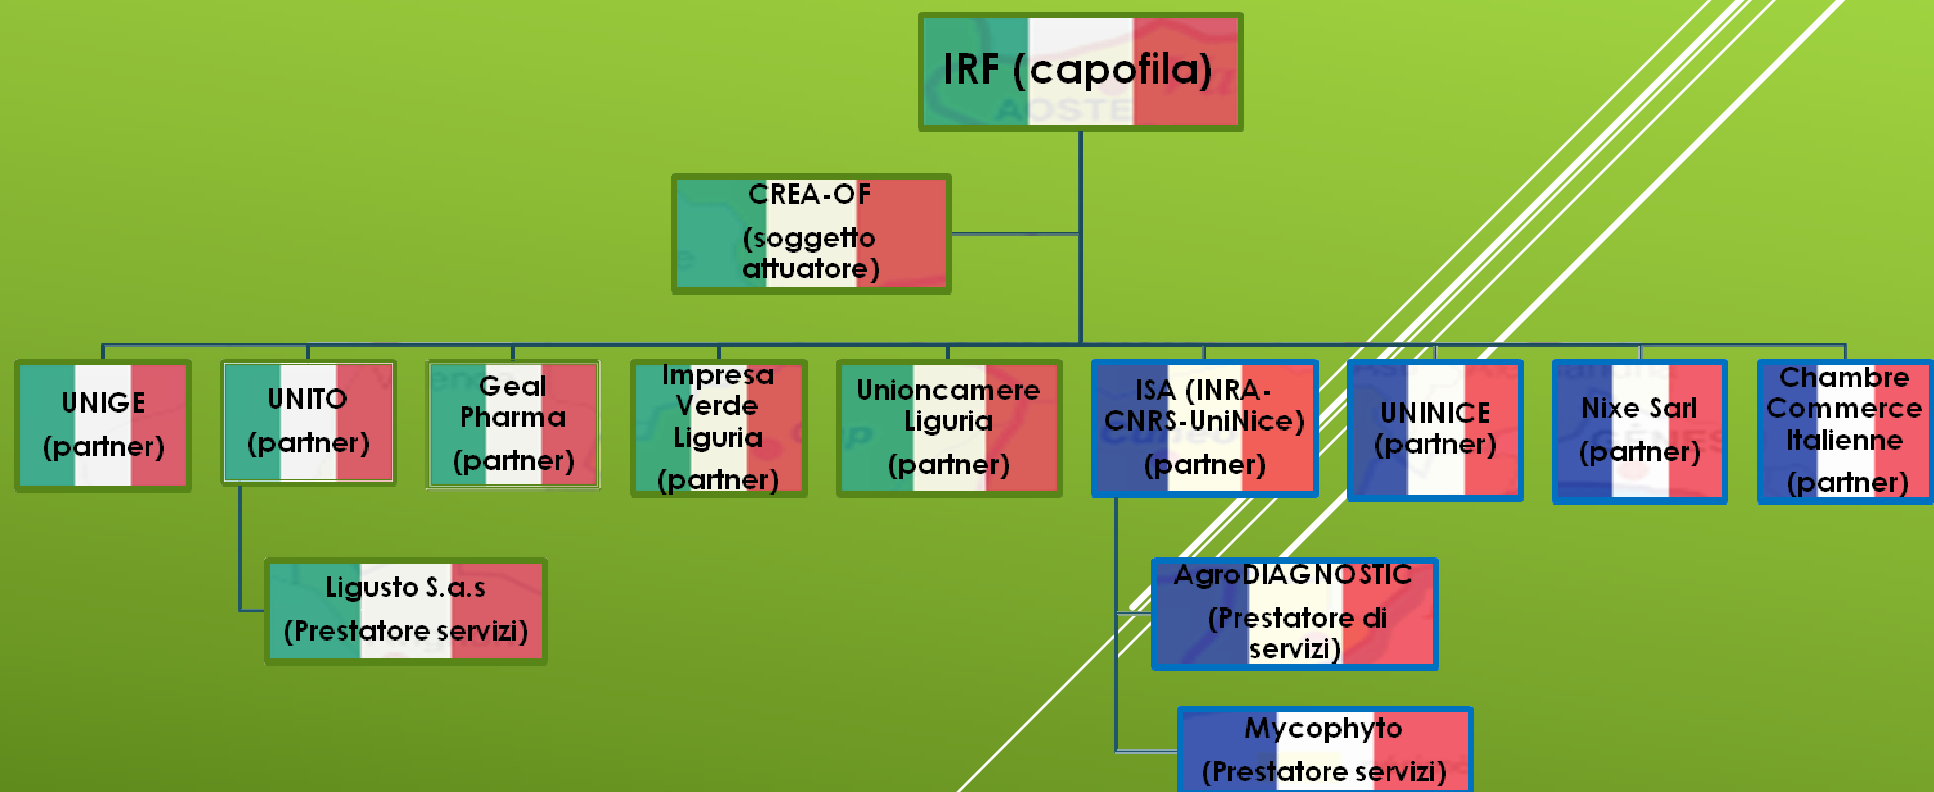 IRF (capofila)
AOSTE
CREA-OF
(soggetto
attuatore)
UNIGE
(partner)
UNITO
(partner)
Geal
Pharma
(partner)
Impresa
Verde
Liguria
(partner)
Unioncamere
Liguria
(partner)
ISA (INRA-
CNRS-UniNice)
(partner)
UNINICE
(partner)
Nixe Sarl
(partner)
Chambre
Commerce
Italienne
(partner)
Ligusto S.a.s
(Prestatore servizi)
AgroDIAGNOSTIC
(Prestatore di
servizi)
Mycophyto
(Prestatore servizi)